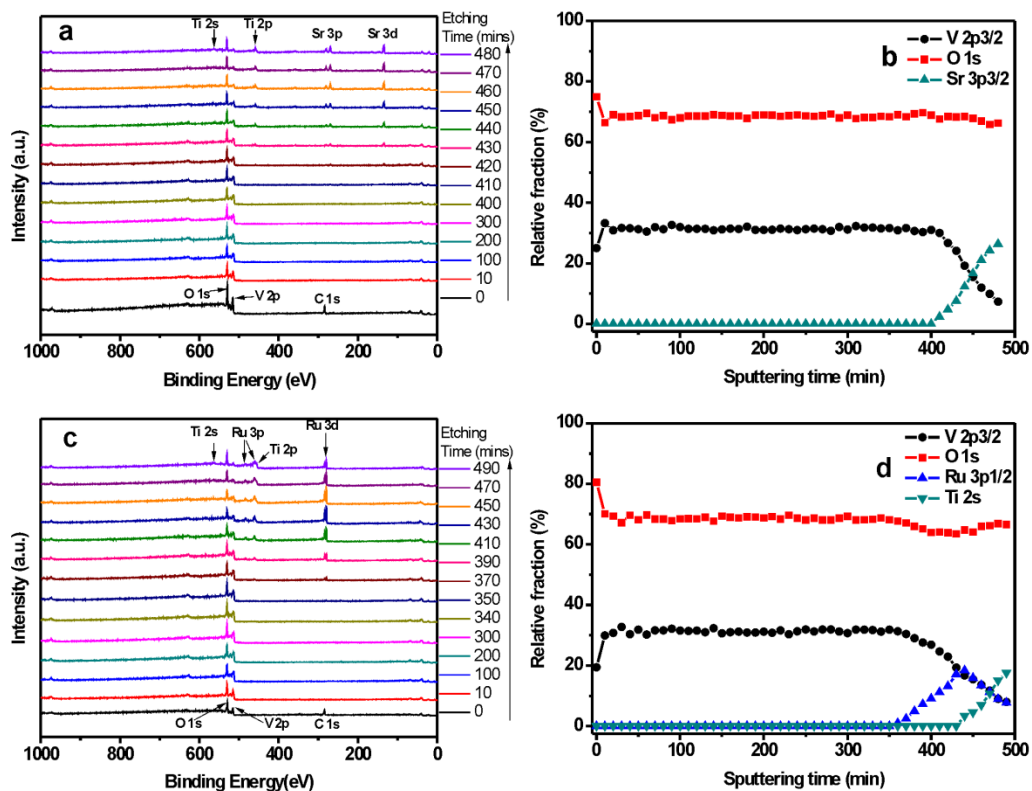 a
Ti 2s Ti 2p Sr 3p Sr 3d
Etching
Time (mins)
480
470
460
450
440
430
420
410
400
300
200
100
10
0
O 1s V 2p C 1s
Intensity (a.u.)
1000 800 600 400 200 0
Binding Energy (eV)
b
V 2p3/2
O 1s
Sr 3p3/2
Relative fraction (%)
100
80
60
40
20
0
0 100 200 300 400 500
Sputtering time (min)
c
Ti 2s Ru 3p Ti 2p Ru 3d
Etching
Time (mins)
490
470
450
430
410
390
370
350
340
300
200
100
10
0
O 1s V 2p C 1s
Intensity (a.u.)
1000 800 600 400 200 0
Binding Energy(eV)
d
V 2p3/2
O 1s
Ru 3p1/2
Ti 2s
Relative fraction (%)
100
80
60
40
20
0
0 100 200 300 400 500
Sputtering time (min)